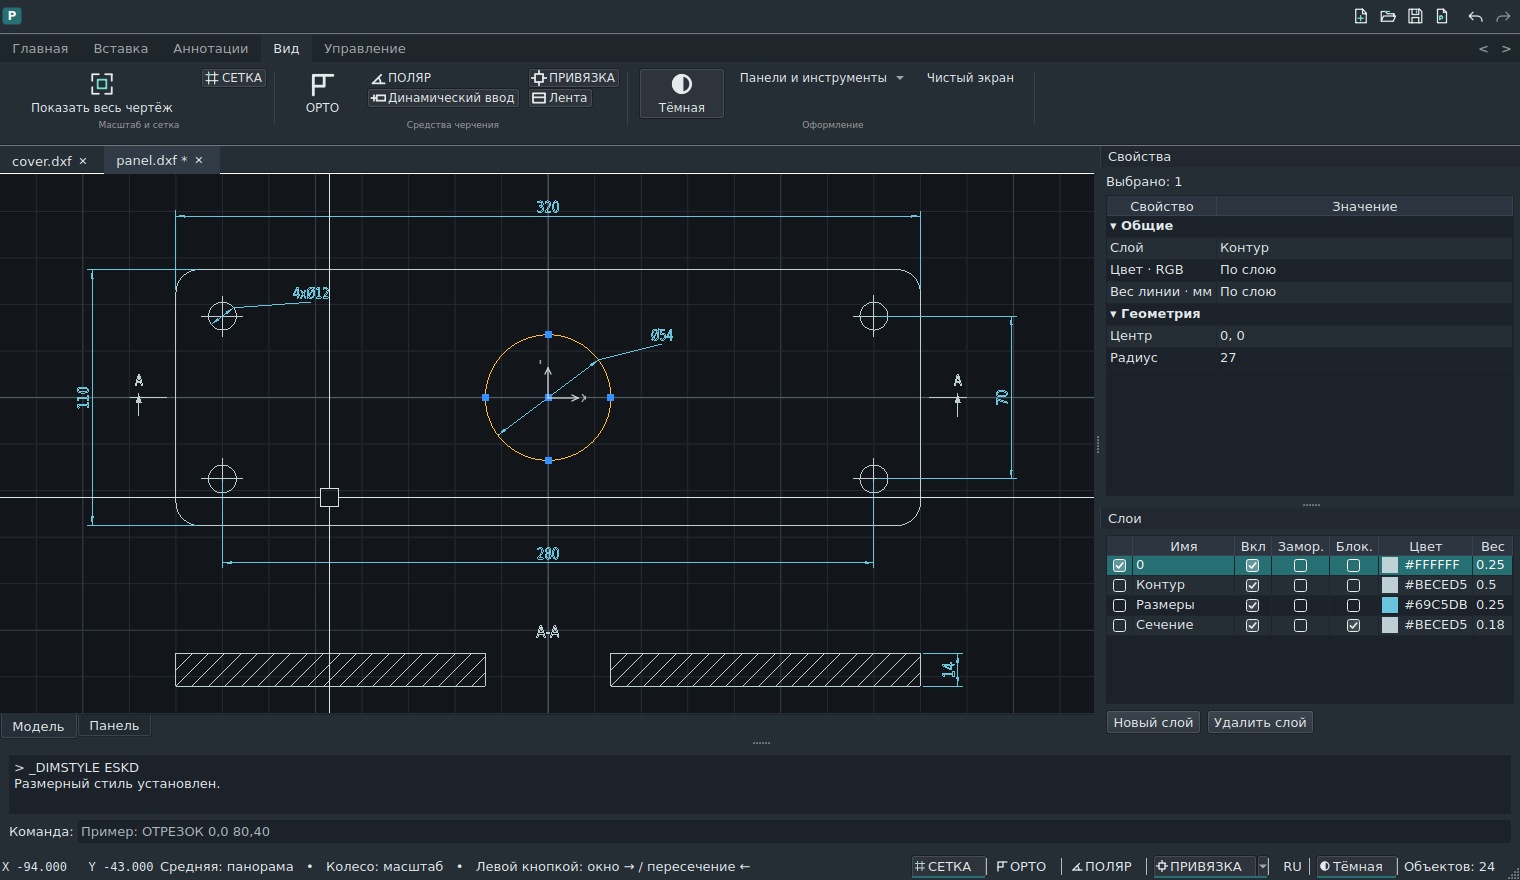 P
Главная Вставка Аннотации Вид Управление < >
Показать весь чертёж
СЕТКА
Масштаб и сетка
ОРТО
ПОЛЯР
Динамический ввод
ПРИВЯЗКА
Лента
Средства черчения
Тёмная
Панели и инструменты
Чистый экран
Оформление
cover.dxf × panel.dxf * ×
320
4xØ12
Ø54
110
A
A
70
X
280
A-A
14
Модель Панель
Свойства
Выбрано: 1
Свойство Значение
Общие
Слой Контур
Цвет · RGB По слою
Вес линии · мм По слою
Геометрия
Центр 0, 0
Радиус 27
Слои
Имя Вкл Замор. Блок. Цвет Вес
0 #FFFFFF 0.25
Контур #BECED5 0.5
Размеры #69C5DB 0.25
Сечение #BECED5 0.18
Новый слой Удалить слой
> _DIMSTYLE ESKD
Размерный стиль установлен.
Команда: Пример: ОТРЕЗОК 0,0 80,40
X -94.000 Y -43.000 Средняя: панорама • Колесо: масштаб • Левой кнопкой: окно → / пересечение ← СЕТКА ОРТО ПОЛЯР ПРИВЯЗКА RU Тёмная Объектов: 24